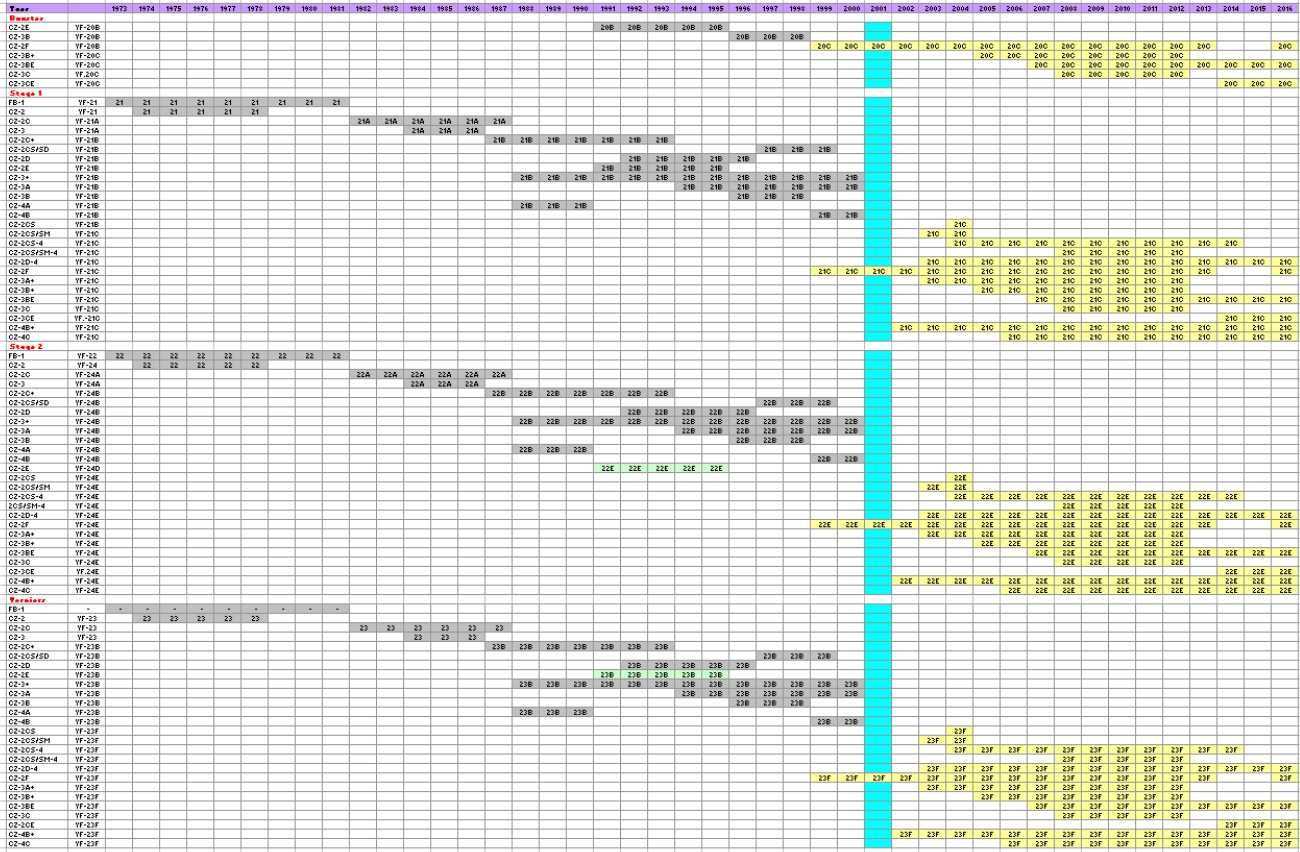 Year 1973 1974 1975 1976 1977 1978 1979 1980 1981 1982 1983 1984 1985 1986 1987 1988 1989 1990 1991 1992 1993 1994 1995 1996 1997 1998 1999 2000 2001 2002 2003 2004 2005 2006 2007 2008 2009 2010 2011 2012 2013 2014 2015 2016
Booster
CZ-2E YF-20B 20B 20B 20B 20B 20B
CZ-3B YF-20B 20B 20B 20B
CZ-2F YF-20C 20C 20C 20C 20C 20C 20C 20C 20C 20C 20C 20C 20C 20C 20C 20C 20C
CZ-3B+ YF-20C 20C 20C 20C 20C 20C 20C 20C 20C
CZ-3BE YF-20C 20C 20C 20C 20C 20C 20C 20C 20C 20C 20C
CZ-3C YF.20C 20C 20C 20C 20C 20C
CZ-3CE YF-20C 20C 20C 20C
Stage 1
FB-1 YF-21 21 21 21 21 21 21 21 21 21
CZ-2 YF-21 21 21 21 21 21
CZ-2C YF-21A 21A 21A 21A 21A 21A 21A
CZ-3 YF-21A 21A 21A 21A
CZ-2C+ YF-21B 21B 21B 21B 21B 21B 21B 21B
CZ-2CS/SD YF-21B 21B 21B 21B
CZ-2D YF-21B 21B 21B 21B 21B 21B
CZ-2E YF-21B 21B 21B 21B 21B 21B
CZ-3+ YF-21B 21B 21B 21B 21B 21B 21B 21B 21B 21B 21B 21B 21B 21B
CZ-3A YF-21B 21B 21B 21B 21B 21B 21B 21B
CZ-3B YF-21B 21B 21B 21B
CZ-4A YF-21B 21B 21B 21B
CZ-4B YF-21B 21B 21B
CZ-2CS YF-21C 21C
CZ-2CS/SM YF-21C 21C 21C
CZ-2CS-4 YF-21C 21C 21C 21C 21C 21C 21C 21C 21C 21C 21C 21C
CZ-2CS/SM-4 YF-21C 21C 21C 21C 21C 21C
CZ-2D-4 YF-21C 21C 21C 21C 21C 21C 21C 21C 21C 21C 21C 21C 21C 21C 21C
CZ-2F YF-21C 21C 21C 21C 21C 21C 21C 21C 21C 21C 21C 21C 21C 21C 21C 21C 21C
CZ-3A+ YF-21C 21C 21C 21C 21C 21C 21C 21C 21C 21C 21C
CZ-3B+ YF-21C 21C 21C 21C 21C 21C 21C 21C 21C
CZ-3BE YF-21C 21C 21C 21C 21C 21C 21C 21C 21C 21C 21C
CZ-3C YF-21C 21C 21C 21C 21C 21C
CZ-3CE YF.-21C 21C 21C 21C
CZ-4B+ YF-21C 21C 21C 21C 21C 21C 21C 21C 21C 21C 21C 21C 21C 21C 21C 21C
CZ-4C YF-21C 21C 21C 21C 21C 21C 21C 21C 21C 21C 21C 21C
Stage 2
FB-1 YF-22 22 22 22 22 22 22 22 22 22
CZ-2 YF-24 22 22 22 22 22
CZ-2C YF-24A 22A 22A 22A 22A 22A 22A
CZ-3 YF-24A 22A 22A 22A
CZ-2C+ YF-24B 22B 22B 22B 22B 22B 22B 22B
CZ-2CS/SD YF-24B 22B 22B 22B
CZ-2D YF-24B 22B 22B 22B 22B 22B
CZ-3+ YF-24B 22B 22B 22B 22B 22B 22B 22B 22B 22B 22B 22B 22B 22B
CZ-3A YF-24B 22B 22B 22B 22B 22B 22B 22B
CZ-3B YF-24B 22B 22B 22B
CZ-4A YF-24B 22B 22B 22B
CZ-4B YF-24B 22B 22B
CZ-2E YF-24D 22E 22E 22E 22E 22E
CZ-2CS YF-24E 22E
CZ-2CS/SM YF-24E 22E 22E
CZ-2CS-4 YF-24E 22E 22E 22E 22E 22E 22E 22E 22E 22E 22E 22E
2CS/SM-4 YF-24E 22E 22E 22E 22E 22E
CZ-2D-4 YF-24E 22E 22E 22E 22E 22E 22E 22E 22E 22E 22E 22E 22E 22E 22E
CZ-2F YF-24E 22E 22E 22E 22E 22E 22E 22E 22E 22E 22E 22E 22E 22E 22E 22E 22E
CZ-3A+ YF-24E 22E 22E 22E 22E 22E 22E 22E 22E 22E 22E
CZ-3B+ YF-24E 22E 22E 22E 22E 22E 22E 22E 22E
CZ-3BE YF-24E 22E 22E 22E 22E 22E 22E 22E 22E 22E 22E
CZ-3C YF-24E 22E 22E 22E 22E 22E
CZ-3CE YF.24E 22E 22E 22E
CZ-4B+ YF-24E 22E 22E 22E 22E 22E 22E 22E 22E 22E 22E 22E 22E 22E 22E 22E
CZ-4C YF-24E 22E 22E 22E 22E 22E 22E 22E 22E 22E 22E 22E
Verniers
FB-1 - - - - - - - - - -
CZ-2 YF-23 23 23 23 23 23
CZ-2C YF-23 23 23 23 23 23 23
CZ-3 YF-23 23 23 23
CZ-2C+ YF-23B 23B 23B 23B 23B 23B 23B 23B
CZ-2CS/SD YF-23B 23B 23B 23B
CZ-2D YF-23B 23B 23B 23B 23B 23B
CZ-2E YF-23B 23B 23B 23B 23B 23B
CZ-3+ YF-23B 23B 23B 23B 23B 23B 23B 23B 23B 23B 23B 23B 23B 23B
CZ-3A YF-23B 23B 23B 23B 23B 23B 23B 23B
CZ-3B YF-23B 23B 23B 23B
CZ-4A YF-23B 23B 23B 23B
CZ-4B YF-23B 23B 23B
CZ-2CS YF-23F 23F
CZ-2CS/SM YF-23F 23F 23F
CZ-2CS-4 YF-23F 23F 23F 23F 23F 23F 23F 23F 23F 23F 23F 23F
CZ-2CS/SM-4 YF-23F 23F 23F 23F 23F 23F
CZ-2D-4 YF-23F 23F 23F 23F 23F 23F 23F 23F 23F 23F 23F 23F 23F 23F 23F
CZ-2F YF-23F 23F 23F 23F 23F 23F 23F 23F 23F 23F 23F 23F 23F 23F 23F 23F 23F
CZ-3A+ YF-23F 23F 23F 23F 23F 23F 23F 23F 23F 23F 23F
CZ-3B+ YF-23F 23F 23F 23F 23F 23F 23F 23F 23F
CZ-3BE YF-23F 23F 23F 23F 23F 23F 23F 23F 23F 23F 23F
CZ-3C YF-23F 23F 23F 23F 23F 23F
CZ-2CE YF-23F 23F 23F 23F
CZ-4B+ YF-23F 23F 23F 23F 23F 23F 23F 23F 23F 23F 23F 23F 23F 23F 23F 23F
CZ-4C YF-23F 23F 23F 23F 23F 23F 23F 23F 23F 23F 23F 23F